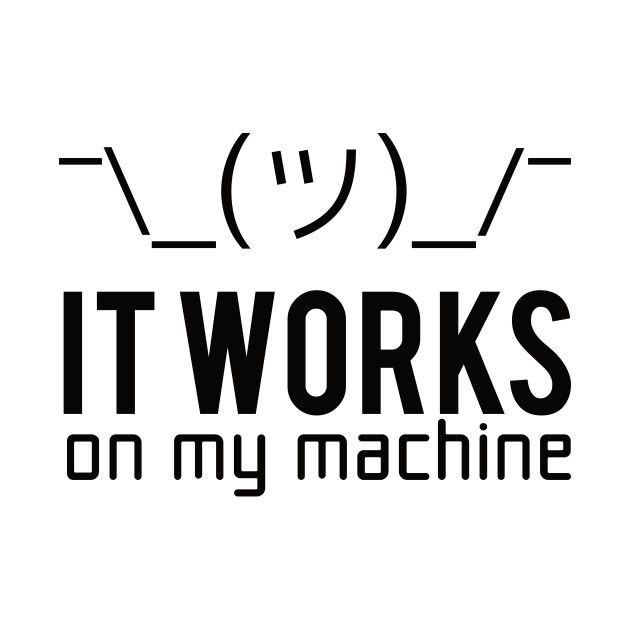 ¯\_(ツ)_/¯
IT WORKS
on my machine